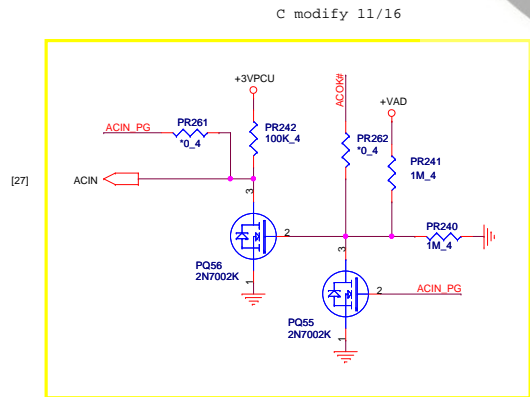 C modify 11/16
+3VPCU
ACOK#
+VAD
ACIN_PG
PR261
*0_4
PR242
100K_4
PR262
*0_4
PR241
1M_4
[27]
ACIN
3
2
PR240
1M_4
PQ56
2N7002K
1
3
2
ACIN_PG
PQ55
2N7002K
1